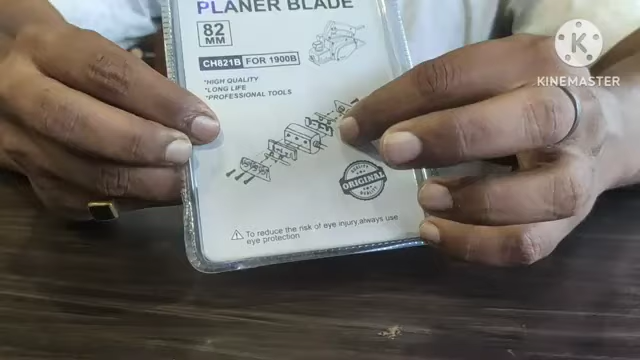 PLANER BLADE
82
MM
CH821B FOR 1900B
*HIGH QUALITY
*LONG LIFE
*PROFESSIONAL TOOLS
ORIGINAL
To reduce the risk of eye injury,always use
eye protection
K
KINEMASTER